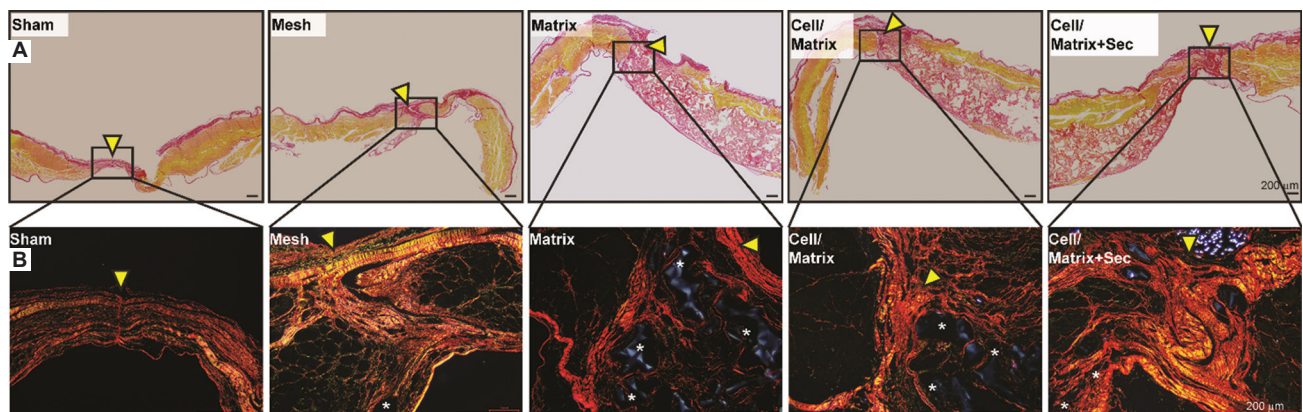 Sham
A
Mesh
Matrix
Cell/
Matrix
Cell/
Matrix+Sec
200 μm
Sham
B
Mesh
*
Matrix
*
*
*
*
Cell/
Matrix
*
*
*
Cell/
Matrix+Sec
*
*
200 μm